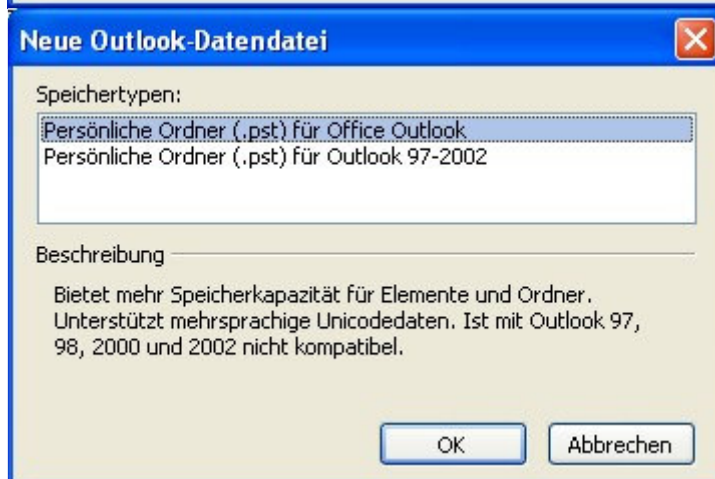 Neue Outlook-Datendatei
Speichertypen:
Persönliche Ordner (.pst) für Office Outlook
Persönliche Ordner (.pst) für Outlook 97-2002
Beschreibung
Bietet mehr Speicherkapazität für Elemente und Ordner.
Unterstützt mehrsprachige Unicodedaten. Ist mit Outlook 97,
98, 2000 und 2002 nicht kompatibel.
OK Abbrechen